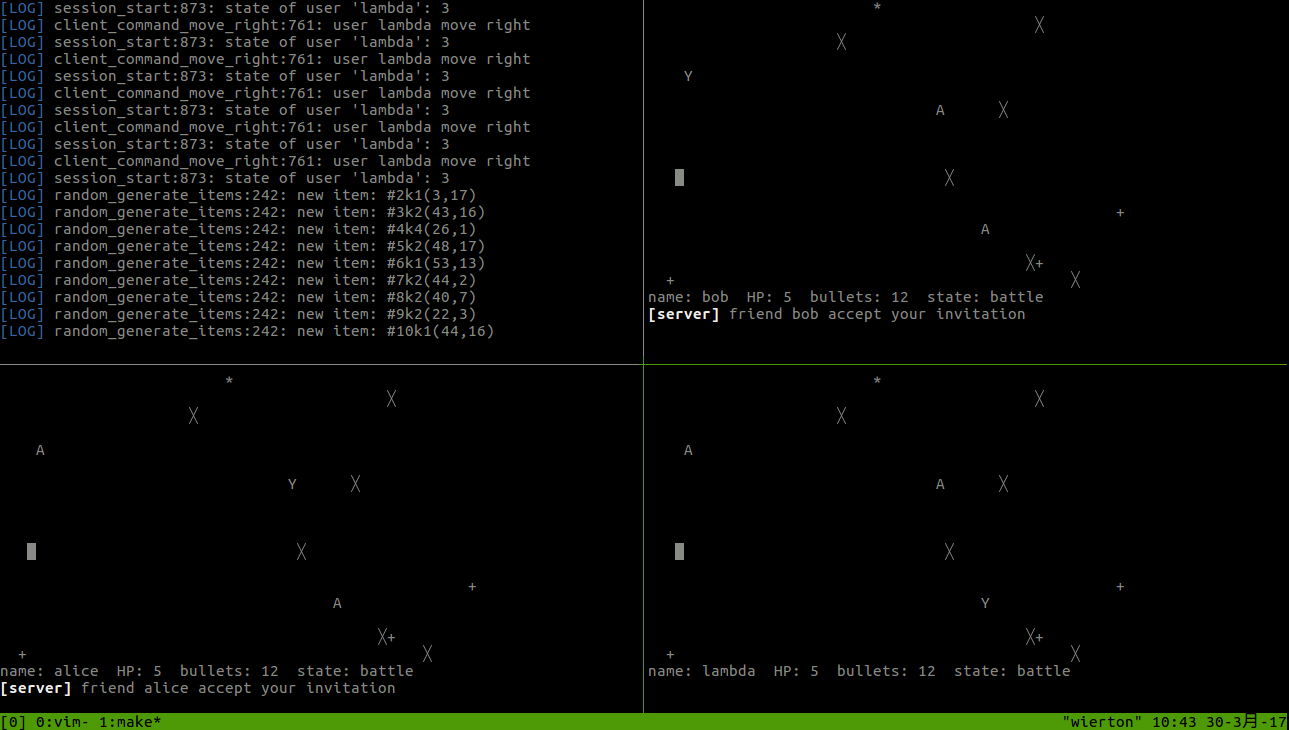 [LOG] session_start:873: state of user 'lambda': 3
[LOG] client_command_move_right:761: user lambda move right
[LOG] session_start:873: state of user 'lambda': 3
[LOG] client_command_move_right:761: user lambda move right
[LOG] session_start:873: state of user 'lambda': 3
[LOG] client_command_move_right:761: user lambda move right
[LOG] session_start:873: state of user 'lambda': 3
[LOG] client_command_move_right:761: user lambda move right
[LOG] session_start:873: state of user 'lambda': 3
[LOG] client_command_move_right:761: user lambda move right
[LOG] session_start:873: state of user 'lambda': 3
[LOG] random_generate_items:242: new item: #2k1(3,17)
[LOG] random_generate_items:242: new item: #3k2(43,16)
[LOG] random_generate_items:242: new item: #4k4(26,1)
[LOG] random_generate_items:242: new item: #5k2(48,17)
[LOG] random_generate_items:242: new item: #6k1(53,13)
[LOG] random_generate_items:242: new item: #7k2(44,2)
[LOG] random_generate_items:242: new item: #8k2(40,7)
[LOG] random_generate_items:242: new item: #9k2(22,3)
[LOG] random_generate_items:242: new item: #10k1(44,16)
*
╳
╳
Y
A ╳
╳
+
A
╳+
+ ╳
name: bob HP: 5 bullets: 12 state: battle
[server] friend bob accept your invitation
*
╳
╳
A
Y ╳
╳
+
A
╳+
+ ╳
name: alice HP: 5 bullets: 12 state: battle
[server] friend alice accept your invitation
*
╳
╳
A
A ╳
╳
+
Y
╳+
+ ╳
name: lambda HP: 5 bullets: 12 state: battle
[0] 0:vim- 1:make* "wierton" 10:43 30-3月-17